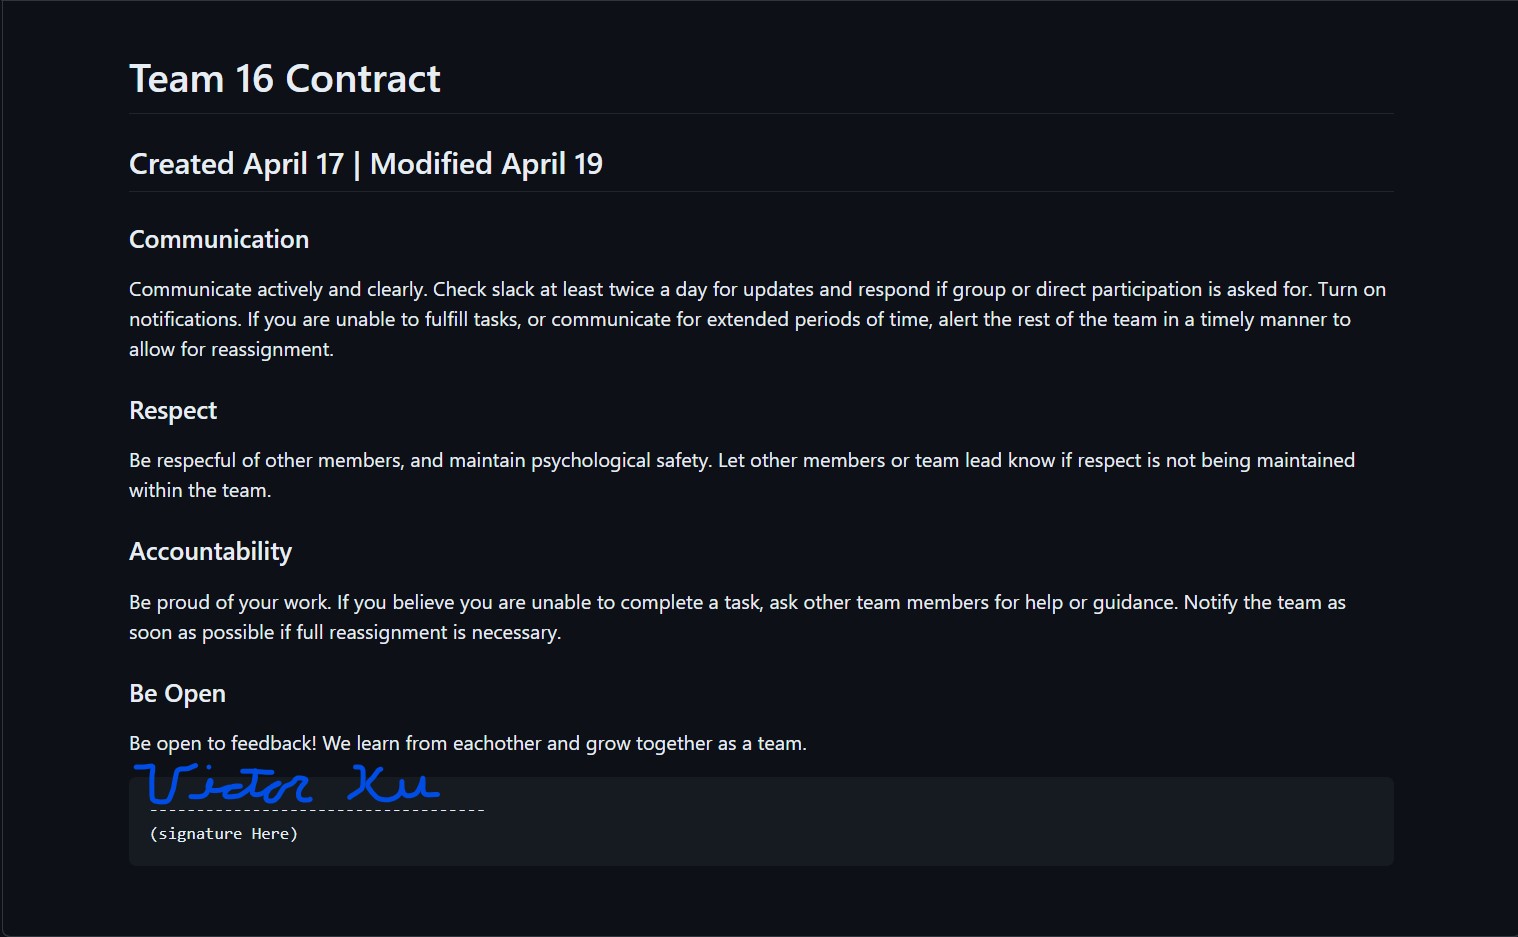 Team 16 Contract
Created April 17 | Modified April 19
Communication
Communicate actively and clearly. Check slack at least twice a day for updates and respond if group or direct participation is asked for. Turn on
notifications. If you are unable to fulfill tasks, or communicate for extended periods of time, alert the rest of the team in a timely manner to
allow for reassignment.
Respect
Be respecful of other members, and maintain psychological safety. Let other members or team lead know if respect is not being maintained
within the team.
Accountability
Be proud of your work. If you believe you are unable to complete a task, ask other team members for help or guidance. Notify the team as
soon as possible if full reassignment is necessary.
Be Open
Be open to feedback! We learn from eachother and grow together as a team.
Victor Xu
------------------------------------
(signature Here)